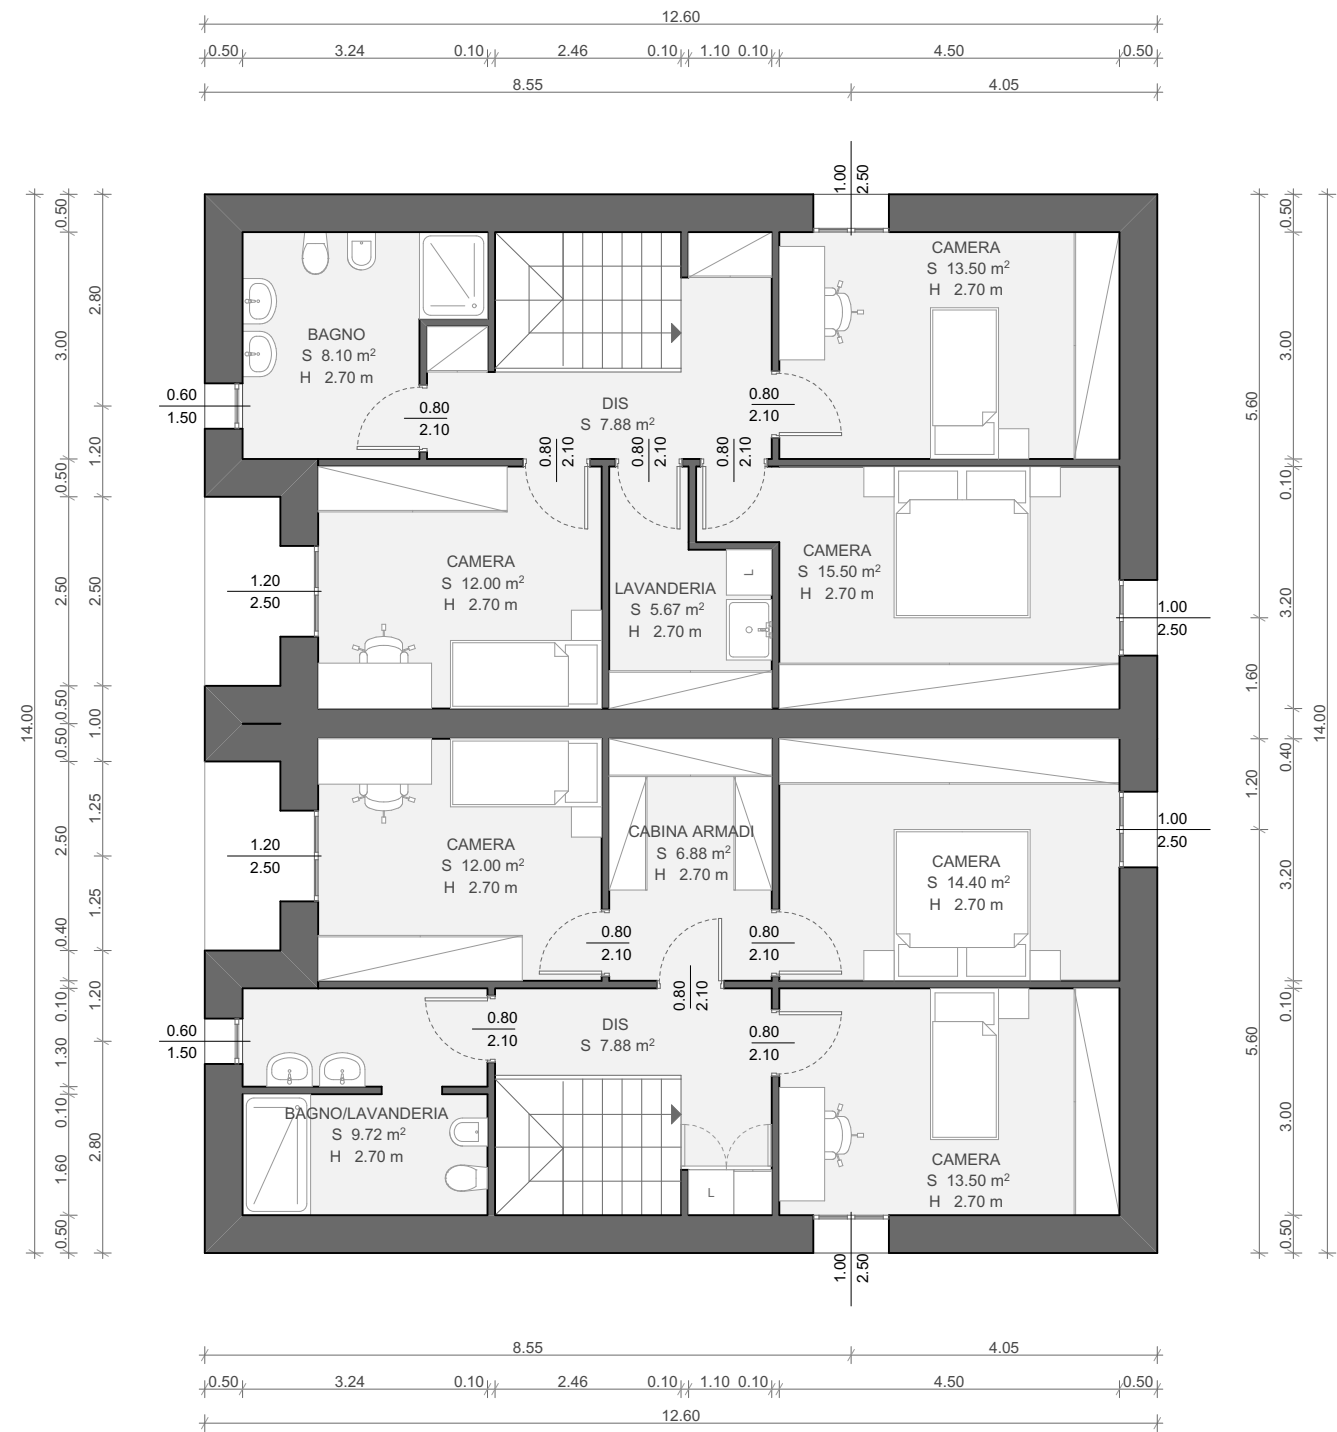 12.60
0.50 3.24 0.10 2.46 0.10 1.10 0.10 4.50 0.50
8.55 4.05
1.00
2.50
0.50
3.00
0.50
2.50
0.50
0.50
2.50
0.40
0.10
1.30
0.10
1.60
0.50
14.00
2.80
1.20
2.50
1.00
1.25
1.25
1.20
2.80
BAGNO
S 8.10 m²
H 2.70 m
0.60
1.50
0.80
2.10
DIS
S 7.88 m²
0.80
2.10
0.80
2.10
0.80
2.10
0.80
2.10
CAMERA
S 13.50 m²
H 2.70 m
CAMERA
S 12.00 m²
H 2.70 m
1.20
2.50
LAVANDERIA
S 5.67 m²
H 2.70 m
L
CAMERA
S 15.50 m²
H 2.70 m
1.00
2.50
CAMERA
S 12.00 m²
H 2.70 m
1.20
2.50
CABINA ARMADI
S 6.88 m²
H 2.70 m
CAMERA
S 14.40 m²
H 2.70 m
1.00
2.50
0.80
2.10
0.80
2.10
0.80
2.10
0.60
1.50
0.80
2.10
DIS
S 7.88 m²
0.80
2.10
BAGNO/LAVANDERIA
S 9.72 m²
H 2.70 m
L
CAMERA
S 13.50 m²
H 2.70 m
1.00
2.50
5.60
1.60
1.20
5.60
0.50
3.00
0.10
3.20
0.40
3.20
0.10
3.00
0.50
14.00
8.55 4.05
0.50 3.24 0.10 2.46 0.10 1.10 0.10 4.50 0.50
12.60